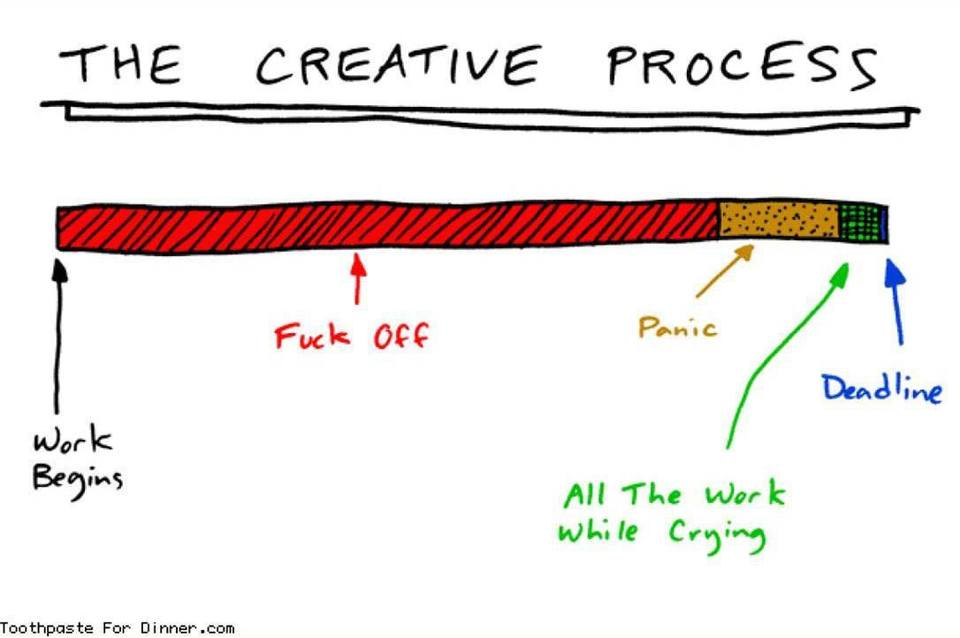 THE CREATIVE PROCESS
Fuck Off
Panic
Deadline
Work
Begins
All The Work
While Crying
Toothpaste For Dinner.com